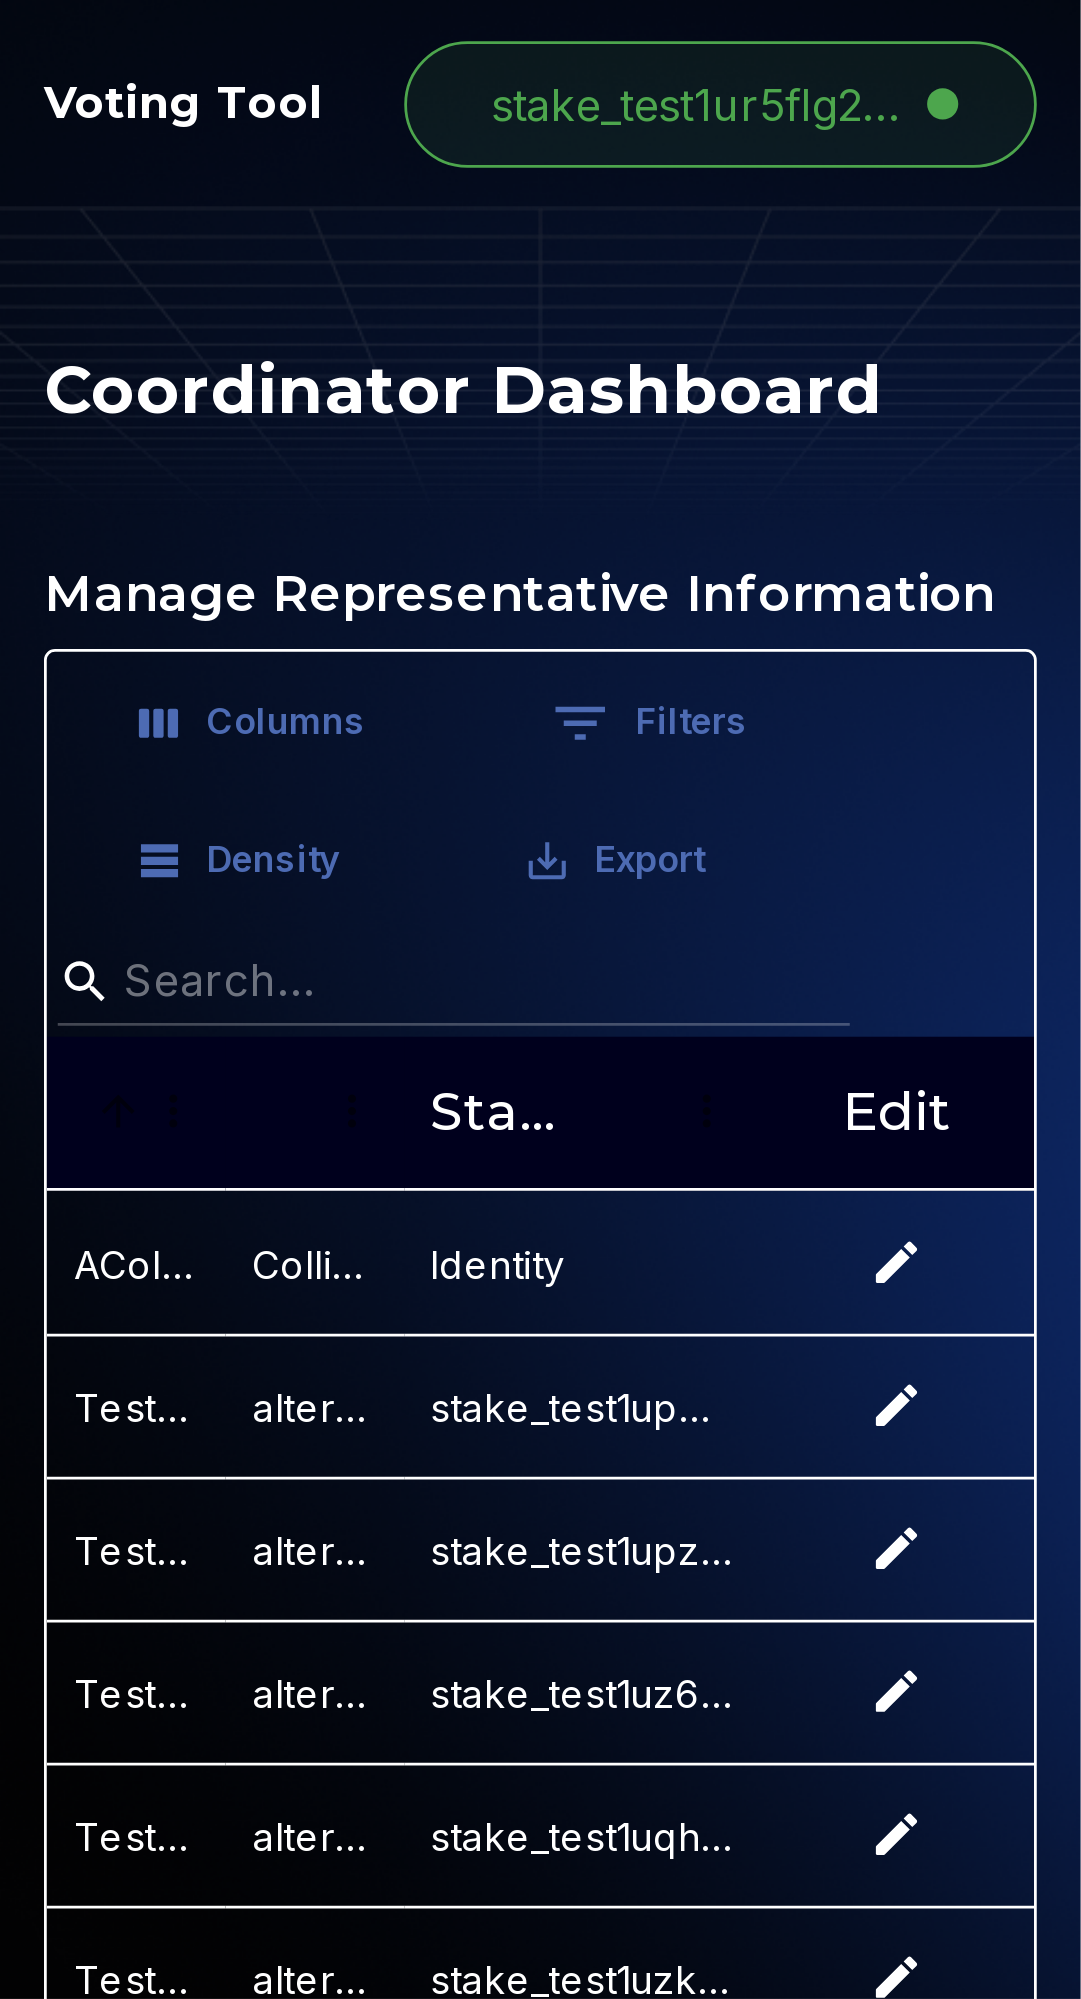 Voting Tool
stake_test1ur5flg2...
Coordinator Dashboard
Manage Representative Information
Columns
Filters
Density
Export
Search...
Sta... Edit
ACol... Colli... Identity
Test... alter... stake_test1up...
Test... alter... stake_test1upz...
Test... alter... stake_test1uz6...
Test... alter... stake_test1uqh...
Test... alter... stake_test1uzk...